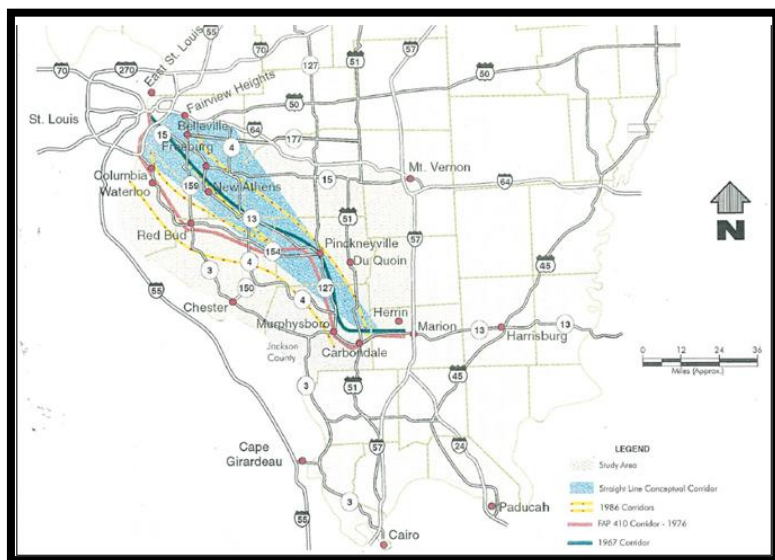 55
70
57
51
127
East St. Louis
70
270
50
Fairview Heights
50
St. Louis
Belleville
64
15
Freeburg
4
177
Mt. Vernon
Columbia
Waterloo
159
New Athens
15
64
13
51
57
N
Red Bud
Pinckneyville
154
Du Quoin
45
3
4
127
150
55
Chester
4
Herrin
Murphysboro
Marion
13
13
Harrisburg
Jackson
County
Carbondale
0 12 24 36
Miles (Approx.)
3
51
45
57
24
LEGEND
Cape
Girardeau
Study Area
Straight Line Conceptual Corridor
3
1986 Corridors
55
Paducah
FAP 410 Corridor - 1976
Cairo
1967 Corridor